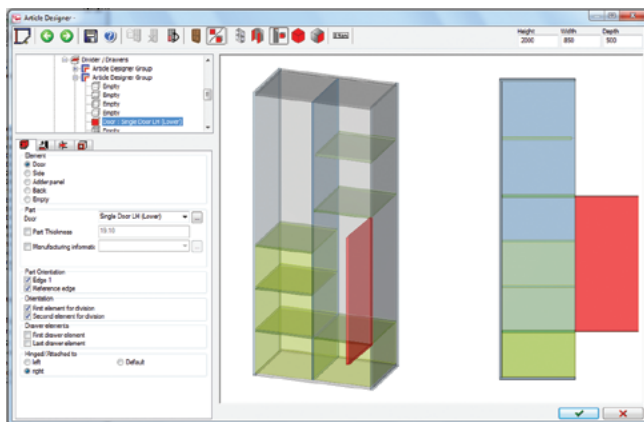 Article Designer -
Height Width Depth
2000 850 500
Divider / Drawers
Article Designer Group
Article Designer Group
Empty
Empty
Empty
Empty
Door : Single Door LH (Lower)
Element
Door
Side
Adder panel
Back
Empty
Part
Door Single Door LH (Lower) ...
Part Thickness 19.10
Manufacturing informatic ...
Part Orientation
Edge 1
Reference edge
Orientation
First element for division
Second element for division
Drawer elements
First drawer element
Last drawer element
Hinged/Attached to
left Default
right